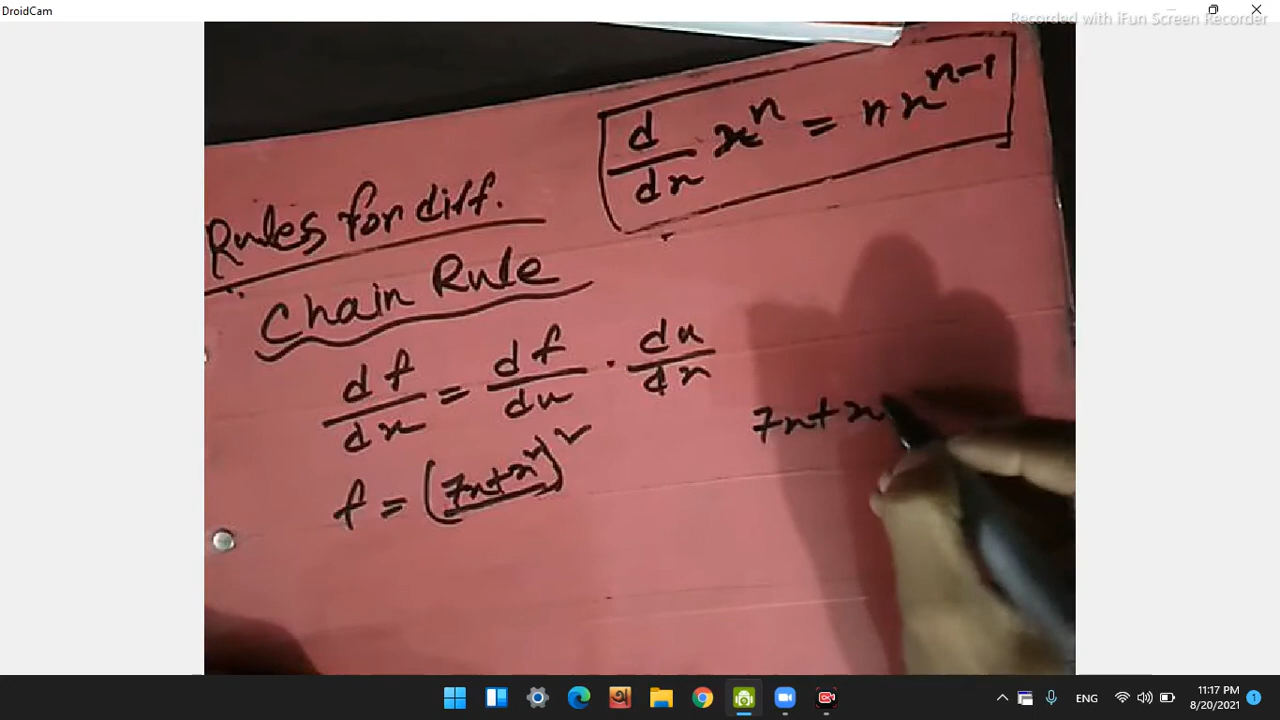 DroidCam
Recorded with iFun Screen Recorder
d/dx x^n = n x^(n-1)
Rules for diff.
Chain Rule
df/dx = df/du · du/dx
f = (7x+x²)²
7x+x
অ
ENG
11:17 PM
8/20/2021
1